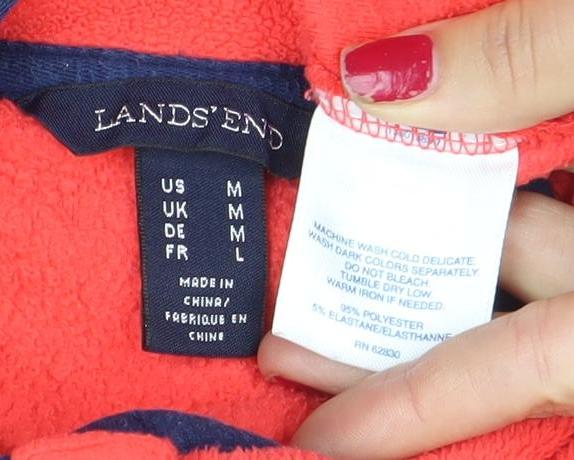 LANDS' END
US M
UK M
DE M
FR L
MADE IN
CHINA/
FABRIQUE EN
CHINE
MACHINE WASH COLD DELICATE.
WASH DARK COLORS SEPARATELY.
DO NOT BLEACH.
TUMBLE DRY LOW.
WARM IRON IF NEEDED.
95% POLYESTER
5% ELASTANE/ELASTHANNE
RN 62830